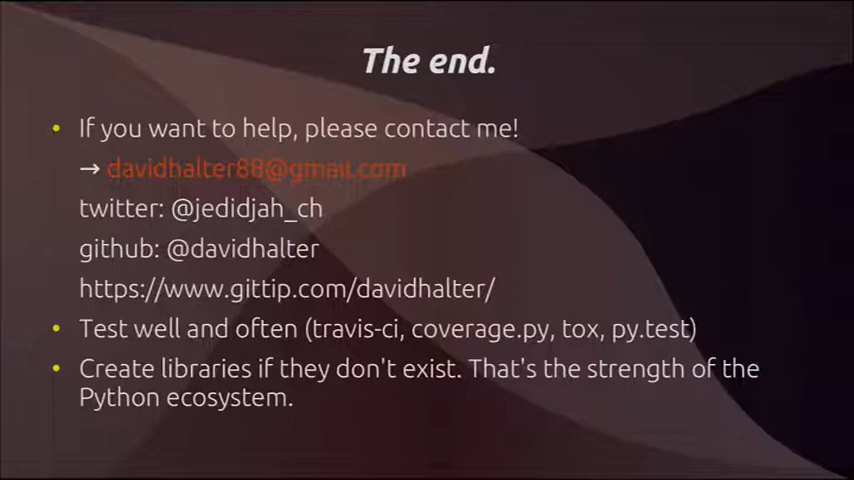 The end.
• If you want to help, please contact me!
→ davidhalter88@gmail.com
twitter: @jedidjah_ch
github: @davidhalter
https://www.gittip.com/davidhalter/
• Test well and often (travis-ci, coverage.py, tox, py.test)
• Create libraries if they don't exist. That's the strength of the
Python ecosystem.